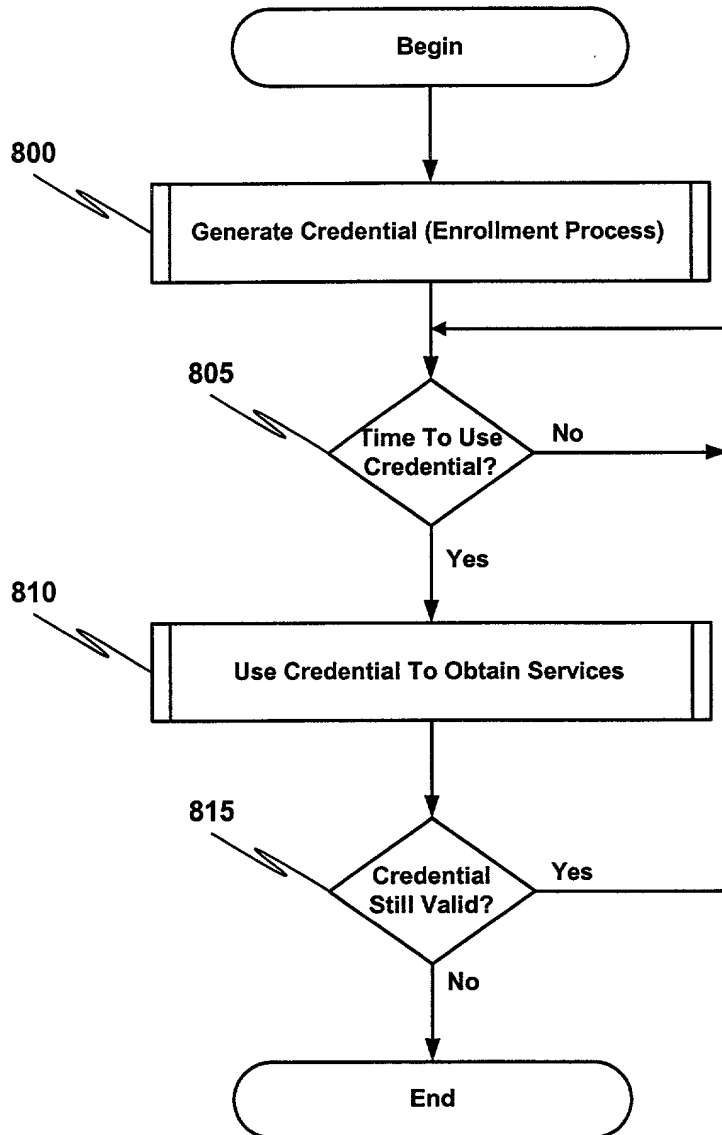 Begin
800
Generate Credential (Enrollment Process)
805
Time To Use
Credential?
No
Yes
810
Use Credential To Obtain Services
815
Credential
Still Valid?
Yes
No
End